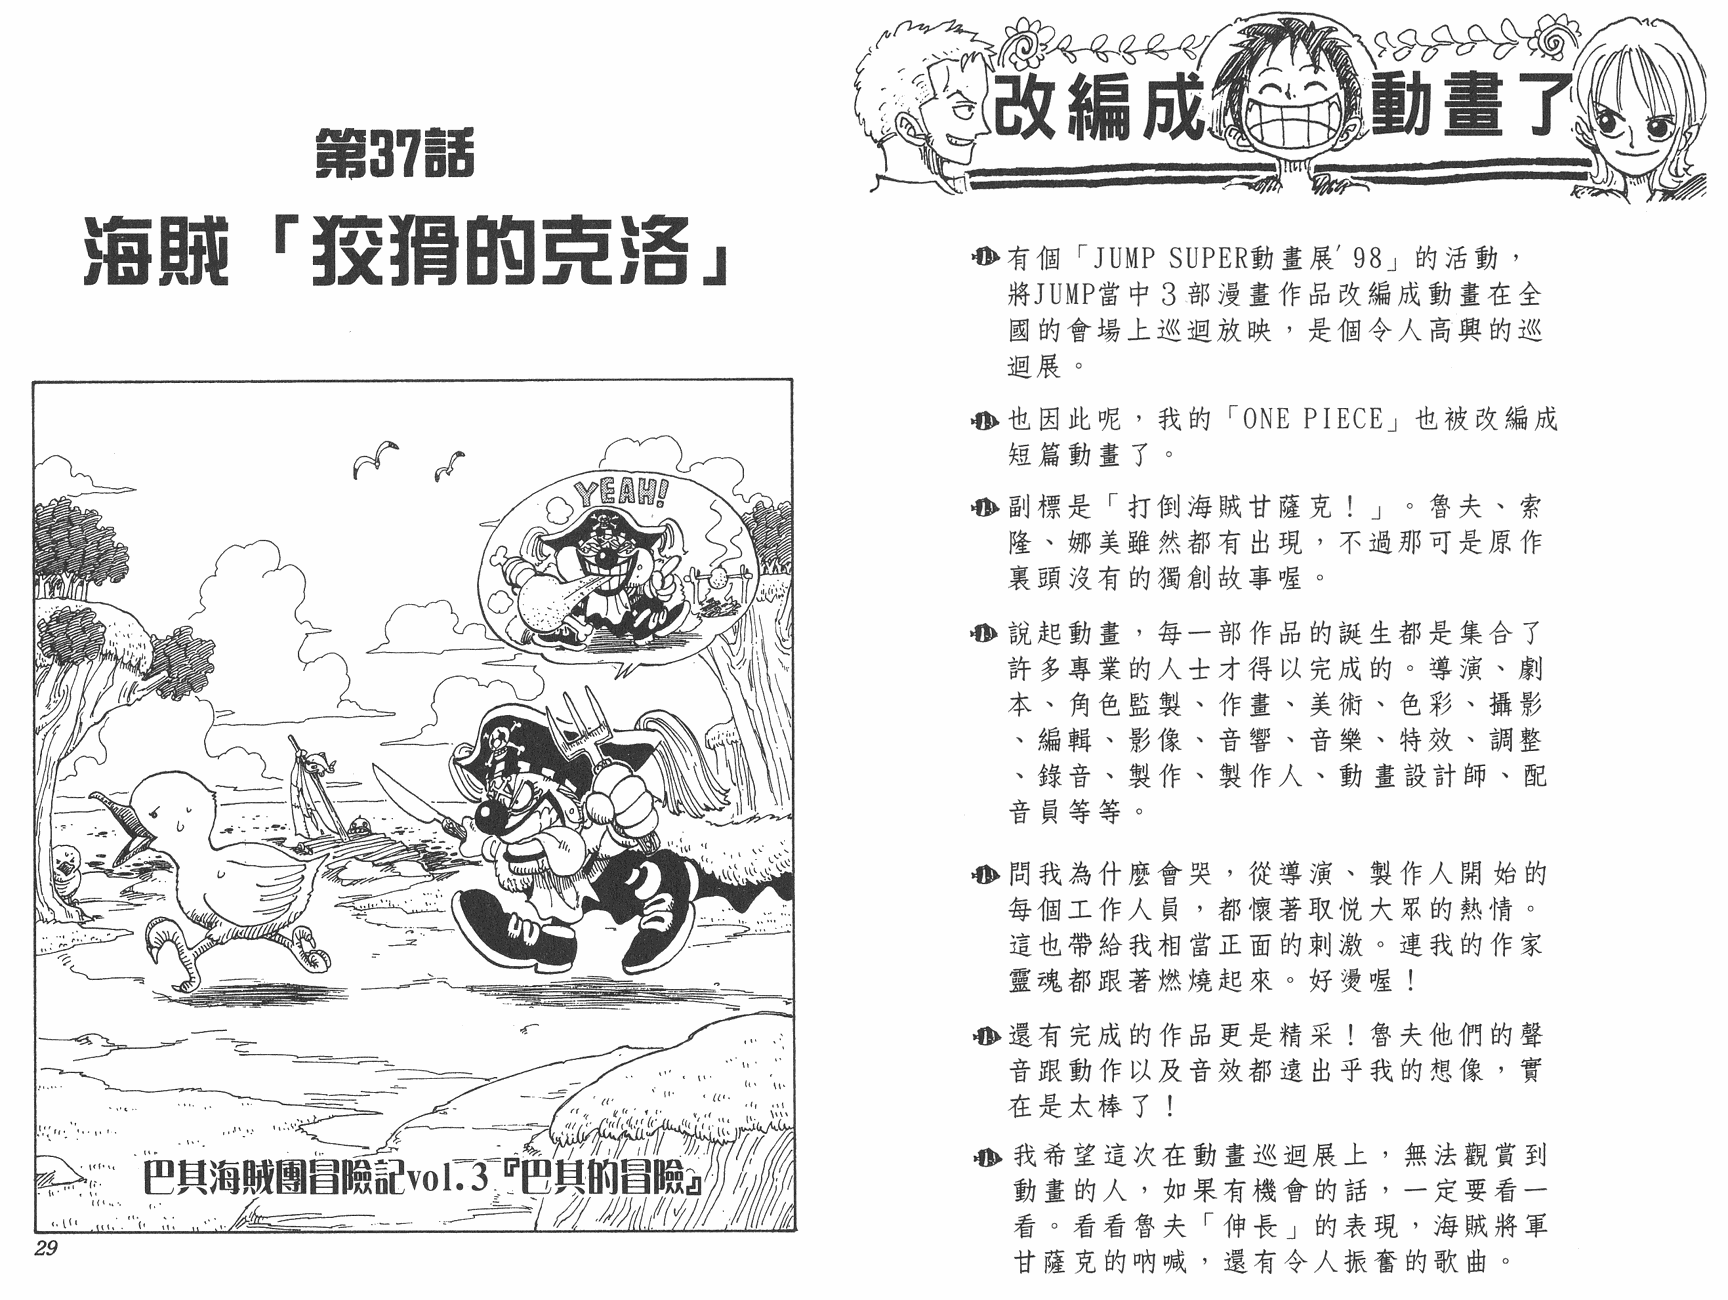 改編成動畫了
有個「JUMP SUPER動畫展'98」的活動，
將JUMP當中３部漫畫作品改編成動畫在全
國的會場上巡迴放映，是個令人高興的巡
迴展。
也因此呢，我的「ONE PIECE」也被改編成
短篇動畫了。
副標是「打倒海賊甘薩克！」。魯夫、索
隆、娜美雖然都有出現，不過那可是原作
裏頭沒有的獨創故事喔。
說起動畫，每一部作品的誕生都是集合了
許多專業的人士才得以完成的。導演、劇
本、角色監製、作畫、美術、色彩、攝影
、編輯、影像、音響、音樂、特效、調整
、錄音、製作、製作人、動畫設計師、配
音員等等。
問我為什麼會哭，從導演、製作人開始的
每個工作人員，都懷著取悅大眾的熱情。
這也帶給我相當正面的刺激。連我的作家
靈魂都跟著燃燒起來。好燙喔！
還有完成的作品更是精采！魯夫他們的聲
音跟動作以及音效都遠出乎我的想像，實
在是太棒了！
我希望這次在動畫巡迴展上，無法觀賞到
動畫的人，如果有機會的話，一定要看一
看。看看魯夫「伸長」的表現，海賊將軍
甘薩克的吶喊，還有令人振奮的歌曲。
第37話
海賊「狡猾的克洛」
YEAH!
巴其海賊團冒險記vol.3『巴其的冒險』
29